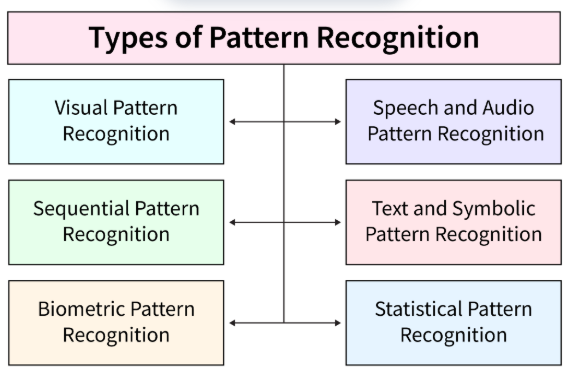 Types of Pattern Recognition
Visual Pattern
Recognition
Speech and Audio
Pattern Recognition
Sequential Pattern
Recognition
Text and Symbolic
Pattern Recognition
Biometric Pattern
Recognition
Statistical Pattern
Recognition